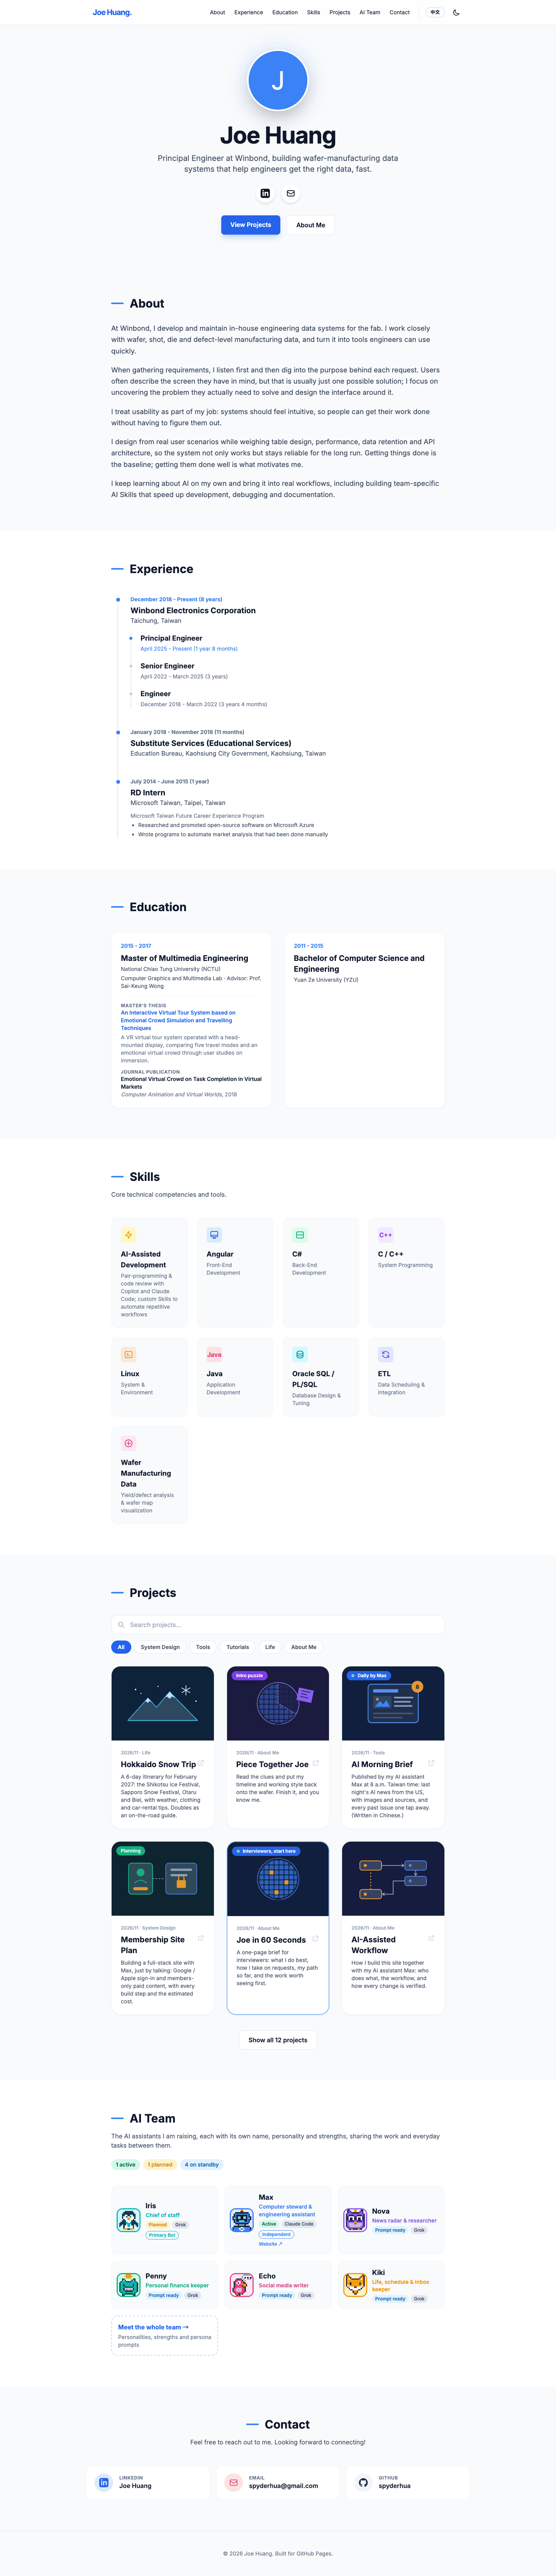 Joe Huang.
About Experience Education Skills Projects AI Team Contact 中文
J
Joe Huang
Principal Engineer at Winbond, building wafer-manufacturing data
systems that help engineers get the right data, fast.
View Projects About Me
About
At Winbond, I develop and maintain in-house engineering data systems for the fab. I work closely
with wafer, shot, die and defect-level manufacturing data, and turn it into tools engineers can use
quickly.
When gathering requirements, I listen first and then dig into the purpose behind each request. Users
often describe the screen they have in mind, but that is usually just one possible solution; I focus on
uncovering the problem they actually need to solve and design the interface around it.
I treat usability as part of my job: systems should feel intuitive, so people can get their work done
without having to figure them out.
I design from real user scenarios while weighing table design, performance, data retention and API
architecture, so the system not only works but stays reliable for the long run. Getting things done is
the baseline; getting them done well is what motivates me.
I keep learning about AI on my own and bring it into real workflows, including building team-specific
AI Skills that speed up development, debugging and documentation.
Experience
December 2018 - Present (8 years)
Winbond Electronics Corporation
Taichung, Taiwan
Principal Engineer
April 2025 - Present (1 year 8 months)
Senior Engineer
April 2022 - March 2025 (3 years)
Engineer
December 2018 - March 2022 (3 years 4 months)
January 2018 - November 2018 (11 months)
Substitute Services (Educational Services)
Education Bureau, Kaohsiung City Government, Kaohsiung, Taiwan
July 2014 - June 2015 (1 year)
RD Intern
Microsoft Taiwan, Taipei, Taiwan
Microsoft Taiwan Future Career Experience Program
• Researched and promoted open-source software on Microsoft Azure
• Wrote programs to automate market analysis that had been done manually
Education
2015 - 2017
Master of Multimedia Engineering
National Chiao Tung University (NCTU)
Computer Graphics and Multimedia Lab · Advisor: Prof.
Sai-Keung Wong
MASTER'S THESIS
An Interactive Virtual Tour System based on
Emotional Crowd Simulation and Travelling
Techniques
A VR virtual tour system operated with a head-
mounted display, comparing five travel modes and an
emotional virtual crowd through user studies on
immersion.
JOURNAL PUBLICATION
Emotional Virtual Crowd on Task Completion in Virtual
Markets
Computer Animation and Virtual Worlds, 2018
2011 - 2015
Bachelor of Computer Science and
Engineering
Yuan Ze University (YZU)
Skills
Core technical competencies and tools.
AI-Assisted
Development
Pair-programming &
code review with
Copilot and Claude
Code; custom Skills to
automate repetitive
workflows
Angular
Front-End
Development
C#
Back-End
Development
C++
C / C++
System Programming
Linux
System &
Environment
Java
Java
Application
Development
Oracle SQL /
PL/SQL
Database Design &
Tuning
ETL
Data Scheduling &
Integration
Wafer
Manufacturing
Data
Yield/defect analysis
& wafer map
visualization
Projects
Search projects...
All System Design Tools Tutorials Life About Me
2026/11 · Life
Hokkaido Snow Trip
A 6-day itinerary for February
2027: the Shikotsu Ice Festival,
Sapporo Snow Festival, Otaru
and Biei, with weather, clothing
and car-rental tips. Doubles as
an on-the-road guide.
Intro puzzle
2026/11 · About Me
Piece Together Joe
Read the clues and put my
timeline and working style back
onto the wafer. Finish it, and you
know me.
Daily by Max
8
2026/11 · Tools
AI Morning Brief
Published by my AI assistant
Max at 8 a.m. Taiwan time: last
night's AI news from the US,
with images and sources, and
every past issue one tap away.
(Written in Chinese.)
Planning
2026/11 · System Design
Membership Site
Plan
Building a full-stack site with
Max, just by talking: Google /
Apple sign-in and members-
only paid content, with every
build step and the estimated
cost.
Interviewers, start here
2026/11 · About Me
Joe in 60 Seconds
A one-page brief for
interviewers: what I do best,
how I take on requests, my path
so far, and the work worth
seeing first.
2026/11 · About Me
AI-Assisted
Workflow
How I build this site together
with my AI assistant Max: who
does what, the workflow, and
how every change is verified.
Show all 12 projects
AI Team
The AI assistants I am raising, each with its own name, personality and strengths, sharing the work and everyday
tasks between them.
1 active 1 planned 4 on standby
Iris
Chief of staff
Planned Grok
Primary Bot
Max
Computer steward &
engineering assistant
Active Claude Code
Independent
Website ↗
Nova
News radar & researcher
Prompt ready Grok
Penny
Personal finance keeper
Prompt ready Grok
Echo
Social media writer
Prompt ready Grok
Kiki
Life, schedule & inbox
keeper
Prompt ready Grok
Meet the whole team →
Personalities, strengths and persona
prompts
Contact
Feel free to reach out to me. Looking forward to connecting!
LINKEDIN
Joe Huang
EMAIL
spyderhua@gmail.com
GITHUB
spyderhua
© 2026 Joe Huang. Built for GitHub Pages.